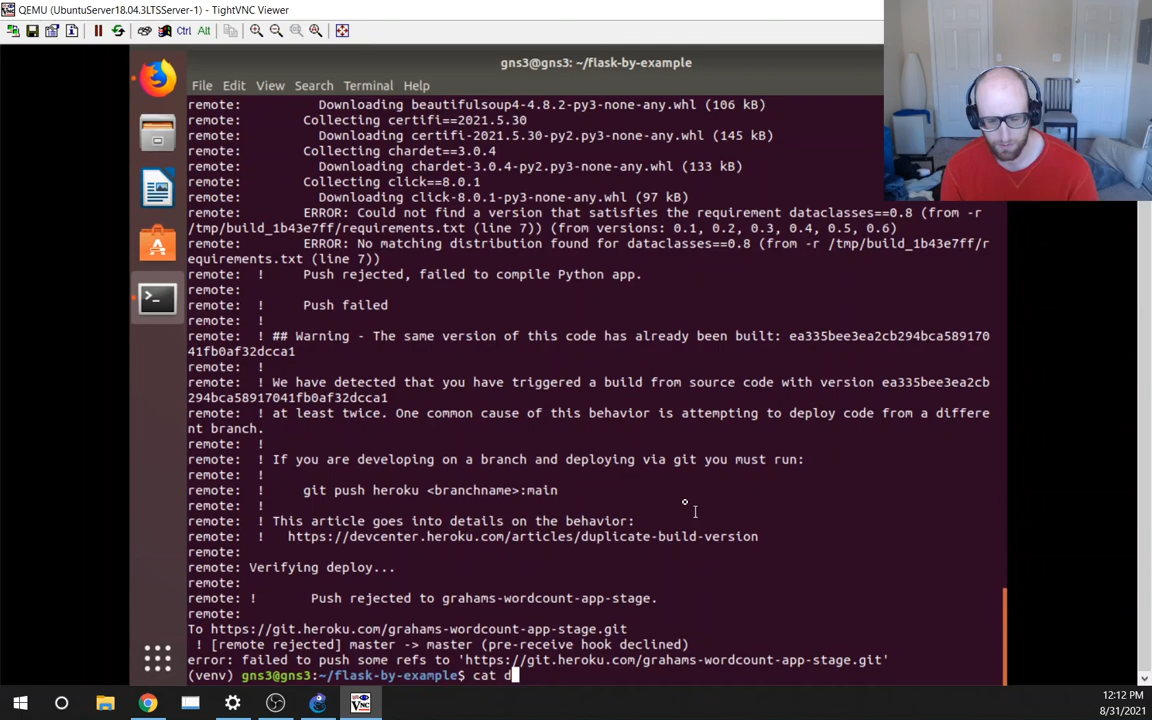 QEMU (UbuntuServer18.04.3LTSServer-1) - TightVNC Viewer
Ctrl Alt
gns3@gns3: ~/flask-by-example
File Edit View Search Terminal Help
remote:          Downloading beautifulsoup4-4.8.2-py3-none-any.whl (106 kB)
remote:        Collecting certifi==2021.5.30
remote:          Downloading certifi-2021.5.30-py2.py3-none-any.whl (145 kB)
remote:        Collecting chardet==3.0.4
remote:          Downloading chardet-3.0.4-py2.py3-none-any.whl (133 kB)
remote:        Collecting click==8.0.1
remote:          Downloading click-8.0.1-py3-none-any.whl (97 kB)
remote:        ERROR: Could not find a version that satisfies the requirement dataclasses==0.8 (from -r
/tmp/build_1b43e7ff/requirements.txt (line 7)) (from versions: 0.1, 0.2, 0.3, 0.4, 0.5, 0.6)
remote:        ERROR: No matching distribution found for dataclasses==0.8 (from -r /tmp/build_1b43e7ff/r
equirements.txt (line 7))
remote:  !     Push rejected, failed to compile Python app.
remote:
remote:  !     Push failed
remote:  !
remote:  ! ## Warning - The same version of this code has already been built: ea335bee3ea2cb294bca589170
41fb0af32dcca1
remote:  !
remote:  ! We have detected that you have triggered a build from source code with version ea335bee3ea2cb
294bca58917041fb0af32dcca1
remote:  ! at least twice. One common cause of this behavior is attempting to deploy code from a differe
nt branch.
remote:  !
remote:  ! If you are developing on a branch and deploying via git you must run:
remote:  !
remote:  !     git push heroku <branchname>:main
remote:  !
remote:  ! This article goes into details on the behavior:
remote:  !   https://devcenter.heroku.com/articles/duplicate-build-version
remote:
remote: Verifying deploy...
remote:
remote: !       Push rejected to grahams-wordcount-app-stage.
remote:
To https://git.heroku.com/grahams-wordcount-app-stage.git
 ! [remote rejected] master -> master (pre-receive hook declined)
error: failed to push some refs to 'https://git.heroku.com/grahams-wordcount-app-stage.git'
(venv) gns3@gns3:~/flask-by-example$ cat d
12:12 PM
8/31/2021